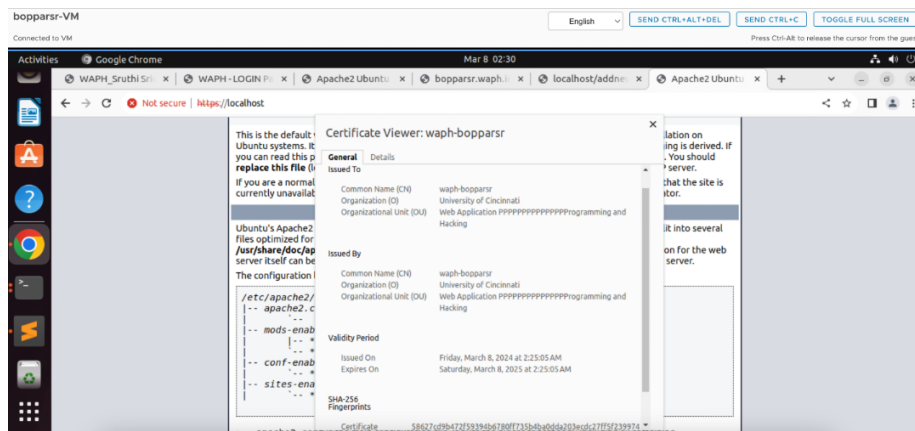 bopparsr-VM
English
SEND CTRL+ALT+DEL
SEND CTRL+C
TOGGLE FULL SCREEN
Connected to VM
Press Ctrl-Alt to release the cursor from the gues
Activities
Google Chrome
Mar 8 02:30
WAPH_Sruthi Sri
WAPH - LOGIN Pa
Apache2 Ubuntu
bopparsr.waph.i
localhost/addne
Apache2 Ubuntu
Not secure | https://localhost
This is the default
lation on
Ubuntu systems. It
ing is derived. If
you can read this p
. You should
replace this file (l
P server.
If you are a normal
that the site is
currently unavailab
ator.
Ubuntu's Apache2
lit into several
files optimized for
/usr/share/doc/ap
on for the web
server itself can be
server.
The configuration l
/etc/apache2/
|-- apache2.c
|       `--
|-- mods-enab
|       |-- *
|       `-- *
|-- conf-enab
|       `-- *
|-- sites-ena
|       `-- *
Certificate Viewer: waph-bopparsr
General
Details
Issued To
Common Name (CN) waph-bopparsr
Organization (O) University of Cincinnati
Organizational Unit (OU) Web Application PPPPPPPPPPPPPPProgramming and
Hacking
Issued By
Common Name (CN) waph-bopparsr
Organization (O) University of Cincinnati
Organizational Unit (OU) Web Application PPPPPPPPPPPPPPProgramming and
Hacking
Validity Period
Issued On Friday, March 8, 2024 at 2:25:05 AM
Expires On Saturday, March 8, 2025 at 2:25:05 AM
SHA-256
Fingerprints
Certificate 58627cd9b472f59394b6780ff735b4ba0dda203ecdc27ff5f239974